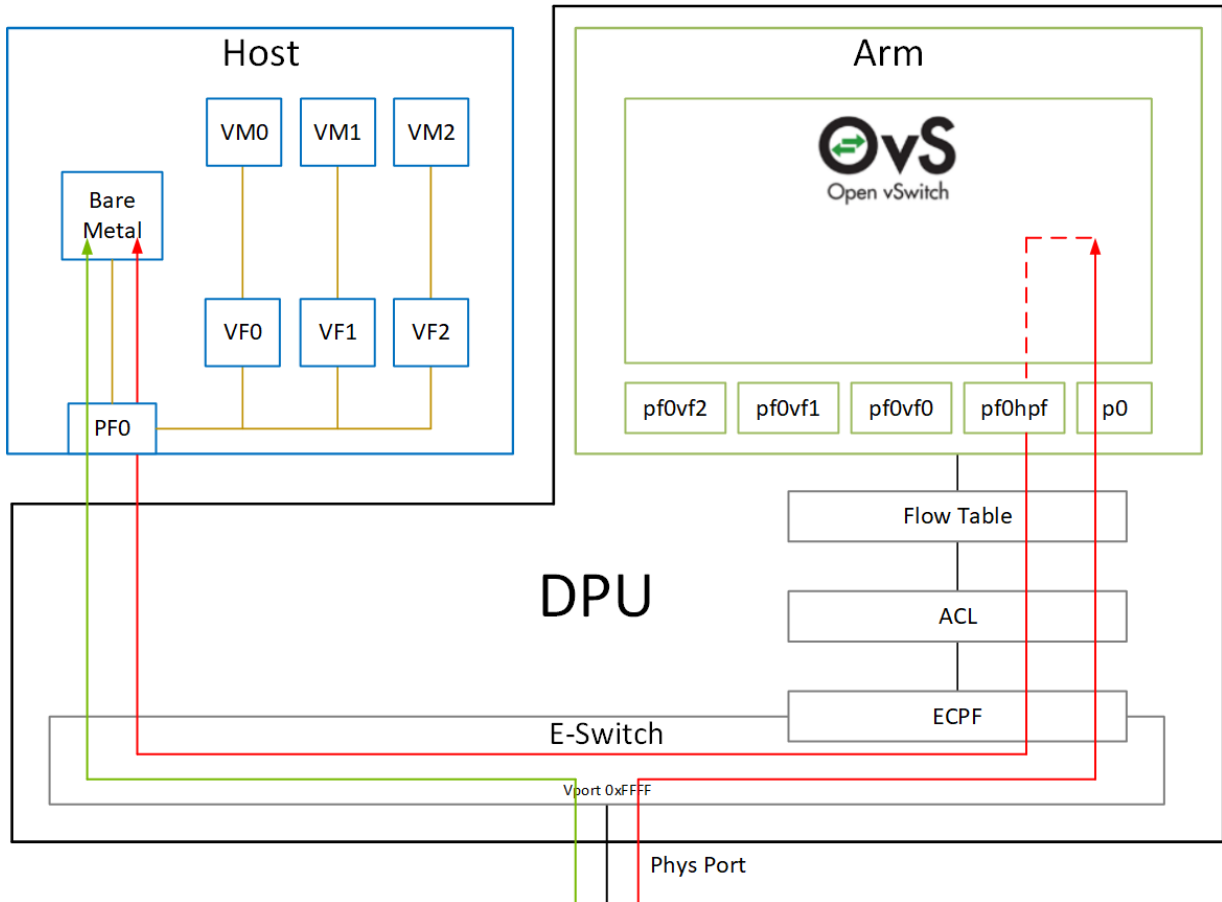 Host
Arm
VM0
VM1
VM2
OvS
Open vSwitch
Bare
Metal
VF0
VF1
VF2
PF0
pf0vf2
pf0vf1
pf0vf0
pf0hpf
p0
Flow Table
DPU
ACL
ECPF
E-Switch
Vport 0xFFFF
Phys Port